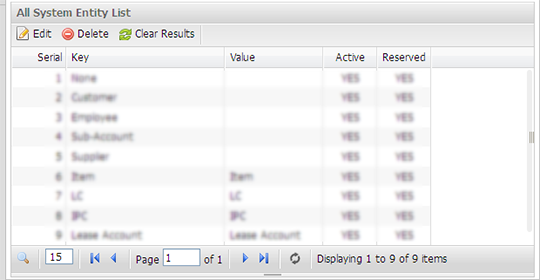 All System Entity List
Edit Delete Clear Results
Serial Key Value Active Reserved
1 None YES YES
2 Customer YES YES
3 Employee YES YES
4 Sub-Account YES YES
5 Supplier YES YES
6 Item Item YES YES
7 LC LC YES YES
8 IPC IPC YES YES
9 Lease Account Lease Account YES YES
15 Page 1 of 1 Displaying 1 to 9 of 9 items